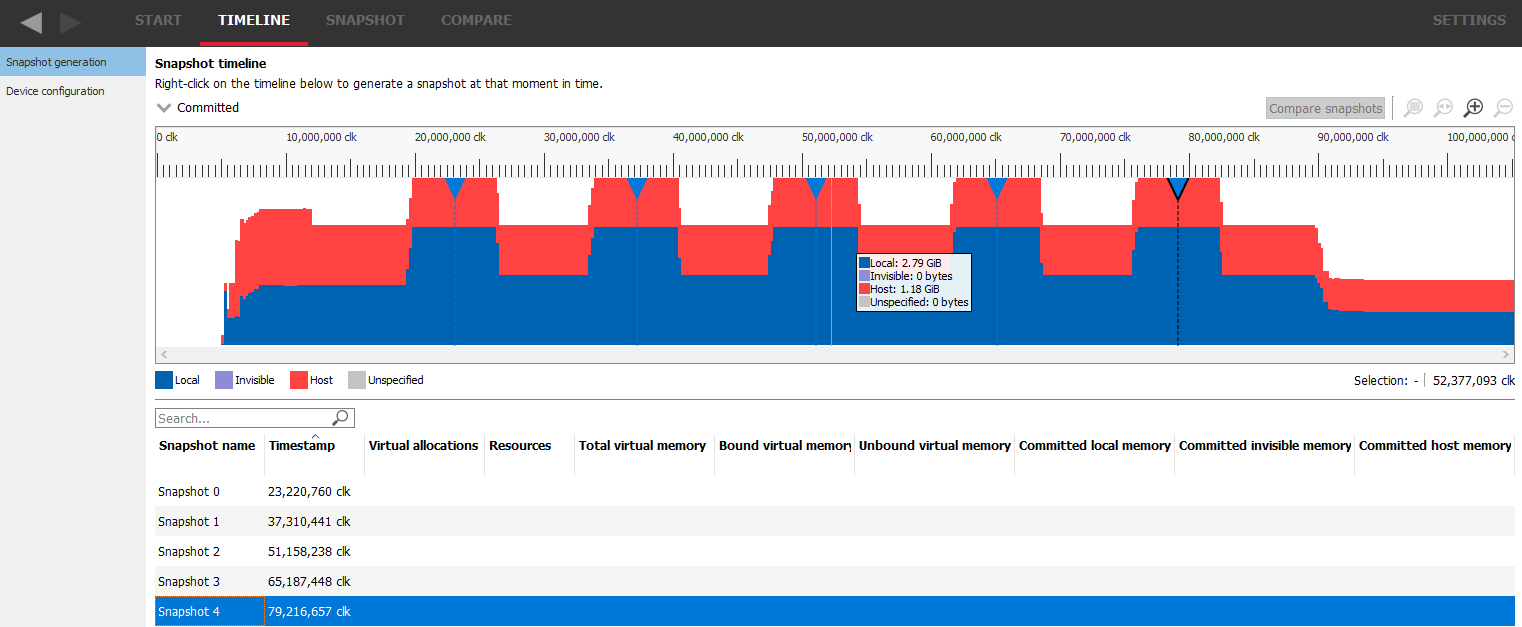 START TIMELINE SNAPSHOT COMPARE SETTINGS
Snapshot generation
Device configuration
Snapshot timeline
Right-click on the timeline below to generate a snapshot at that moment in time.
Committed
Compare snapshots
0 clk 10,000,000 clk 20,000,000 clk 30,000,000 clk 40,000,000 clk 50,000,000 clk 60,000,000 clk 70,000,000 clk 80,000,000 clk 90,000,000 clk 100,000,000 c
Local: 2.79 GiB
Invisible: 0 bytes
Host: 1.18 GiB
Unspecified: 0 bytes
Local Invisible Host Unspecified
Selection: - 52,377,093 clk
Search...
Snapshot name Timestamp Virtual allocations Resources Total virtual memory Bound virtual memory Unbound virtual memory Committed local memory Committed invisible memory Committed host memory
Snapshot 0 23,220,760 clk
Snapshot 1 37,310,441 clk
Snapshot 2 51,158,238 clk
Snapshot 3 65,187,448 clk
Snapshot 4 79,216,657 clk